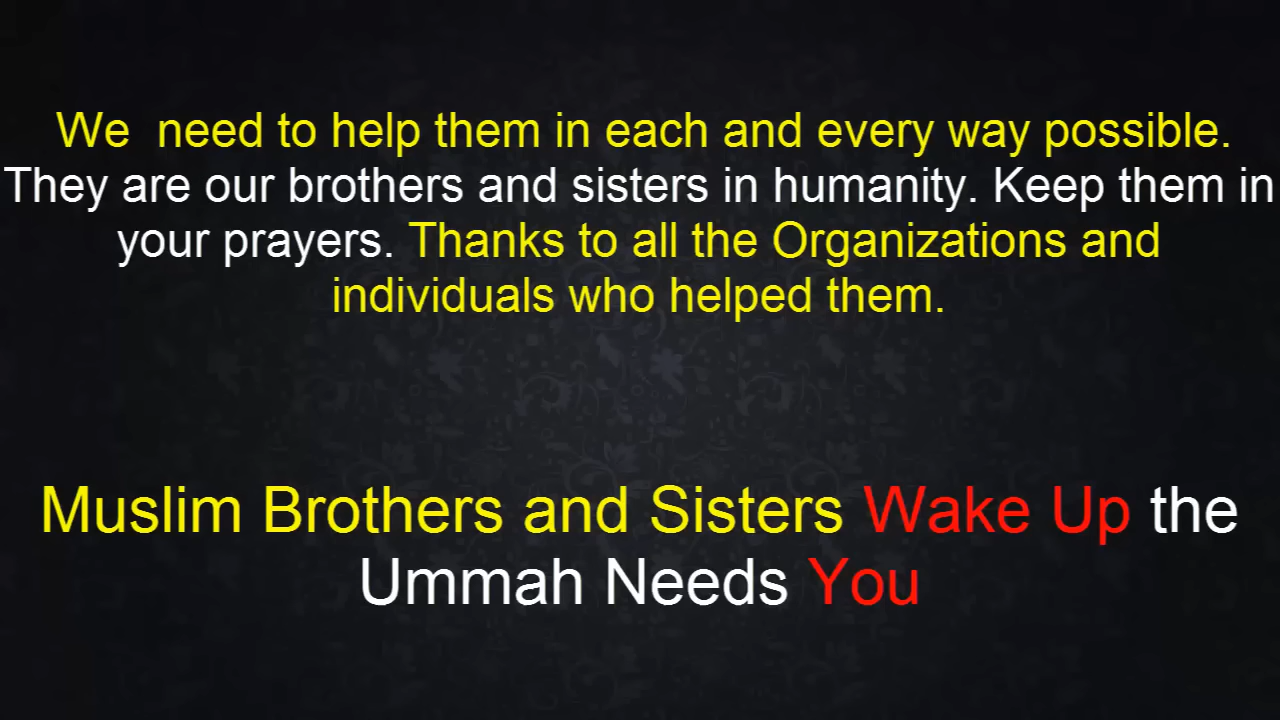 We  need to help them in each and every way possible.
They are our brothers and sisters in humanity. Keep them in
your prayers. Thanks to all the Organizations and
individuals who helped them.
Muslim Brothers and Sisters Wake Up the
Ummah Needs You